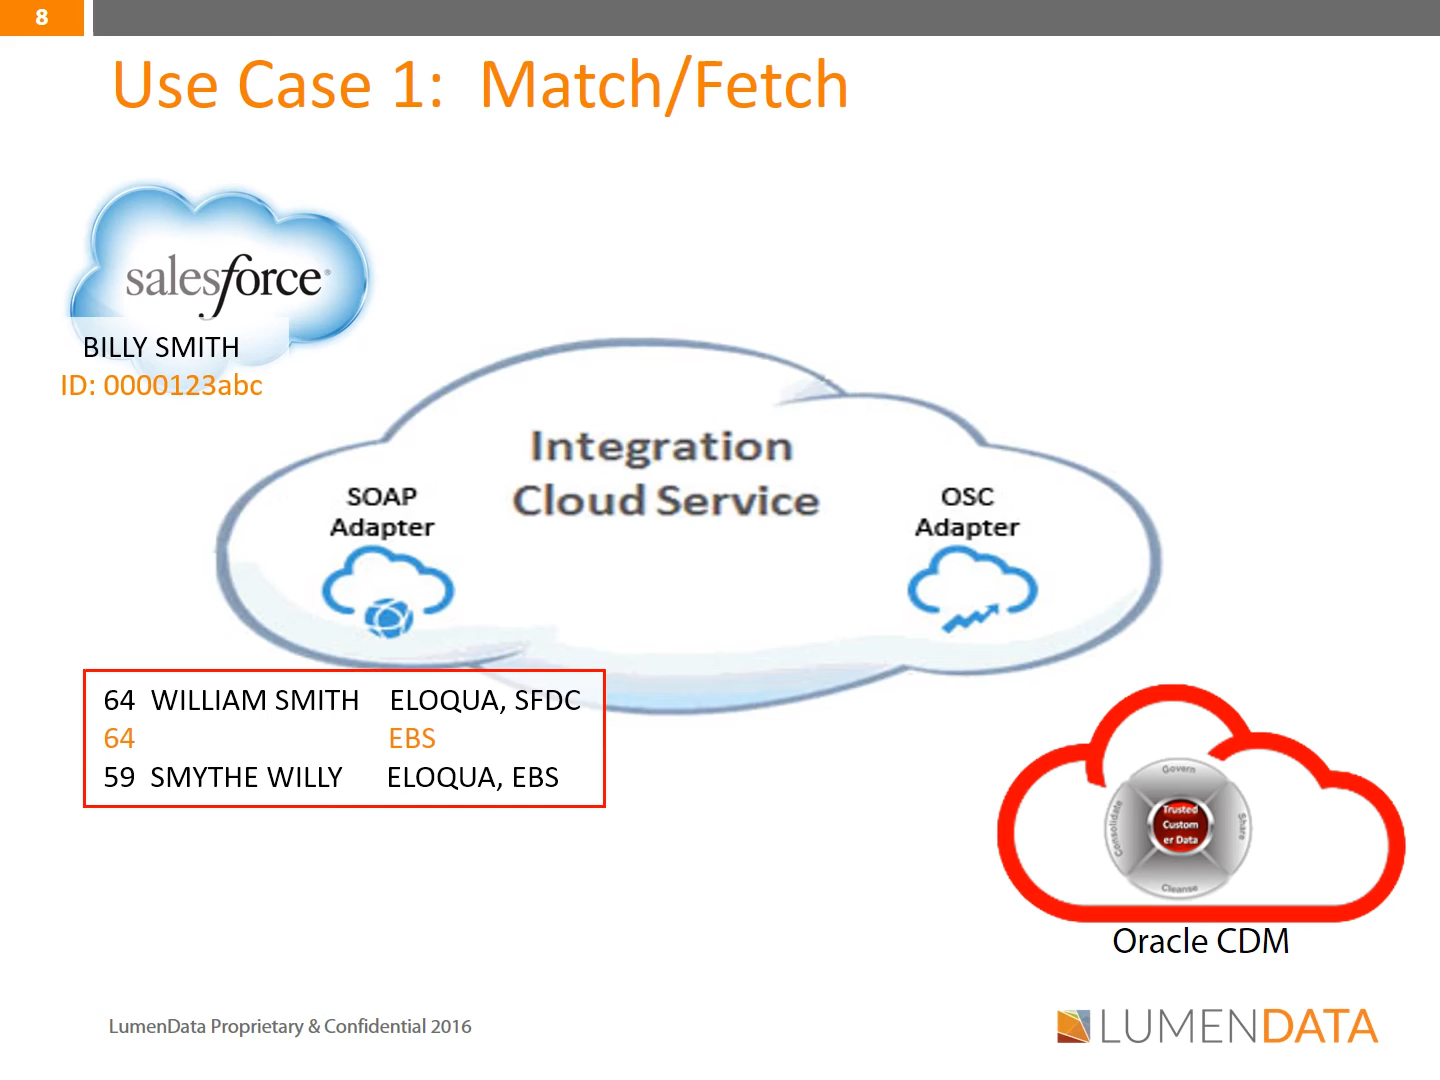 8
Use Case 1: Match/Fetch
salesforce®
BILLY SMITH
ID: 0000123abc
Integration
Cloud Service
SOAP
Adapter
OSC
Adapter
64 WILLIAM SMITH ELOQUA, SFDC
64 EBS
59 SMYTHE WILLY ELOQUA, EBS
Govern
Consolidate
Share
Cleanse
Trusted
Custom
er Data
Oracle CDM
LumenData Proprietary & Confidential 2016
LUMENDATA